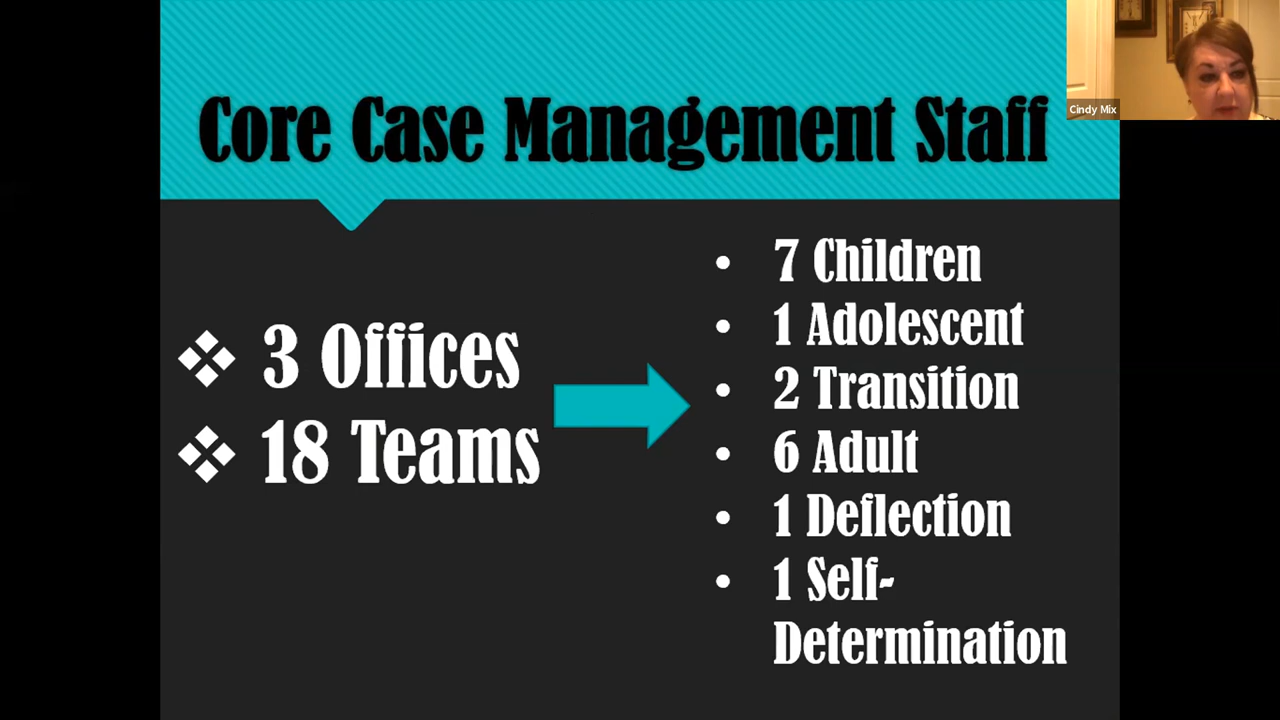 Core Case Management Staff
Cindy Mix
3 Offices
18 Teams
7 Children
1 Adolescent
2 Transition
6 Adult
1 Deflection
1 Self-
Determination